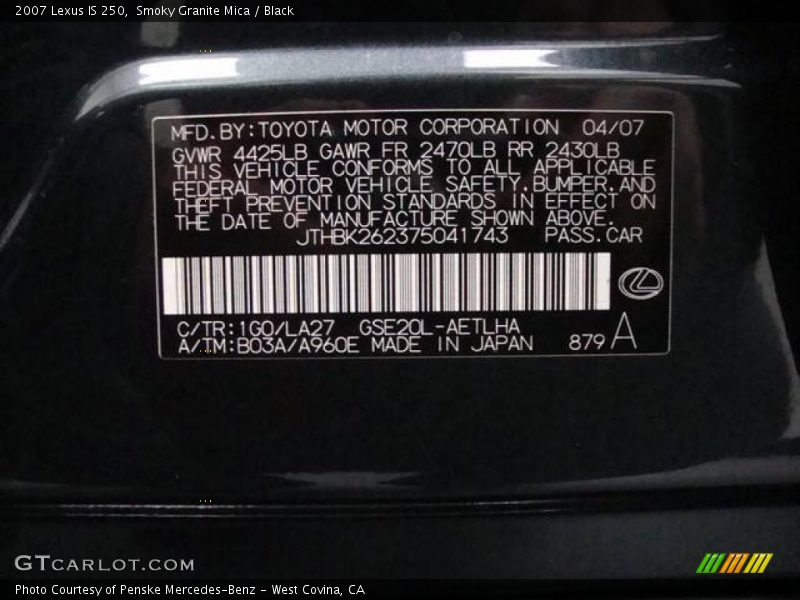 2007 Lexus IS 250, Smoky Granite Mica / Black
MFD.BY:TOYOTA MOTOR CORPORATION 04/07
GVWR 4425LB GAWR FR 2470LB RR 2430LB
THIS VEHICLE CONFORMS TO ALL APPLICABLE
FEDERAL MOTOR VEHICLE SAFETY,BUMPER,AND
THEFT PREVENTION STANDARDS IN EFFECT ON
THE DATE OF MANUFACTURE SHOWN ABOVE.
JTHBK262375041743 PASS.CAR
C/TR:1G0/LA27 GSE20L-AETLHA
A/TM:B03A/A960E MADE IN JAPAN 879 A
GTCARLOT.COM
Photo Courtesy of Penske Mercedes-Benz - West Covina, CA